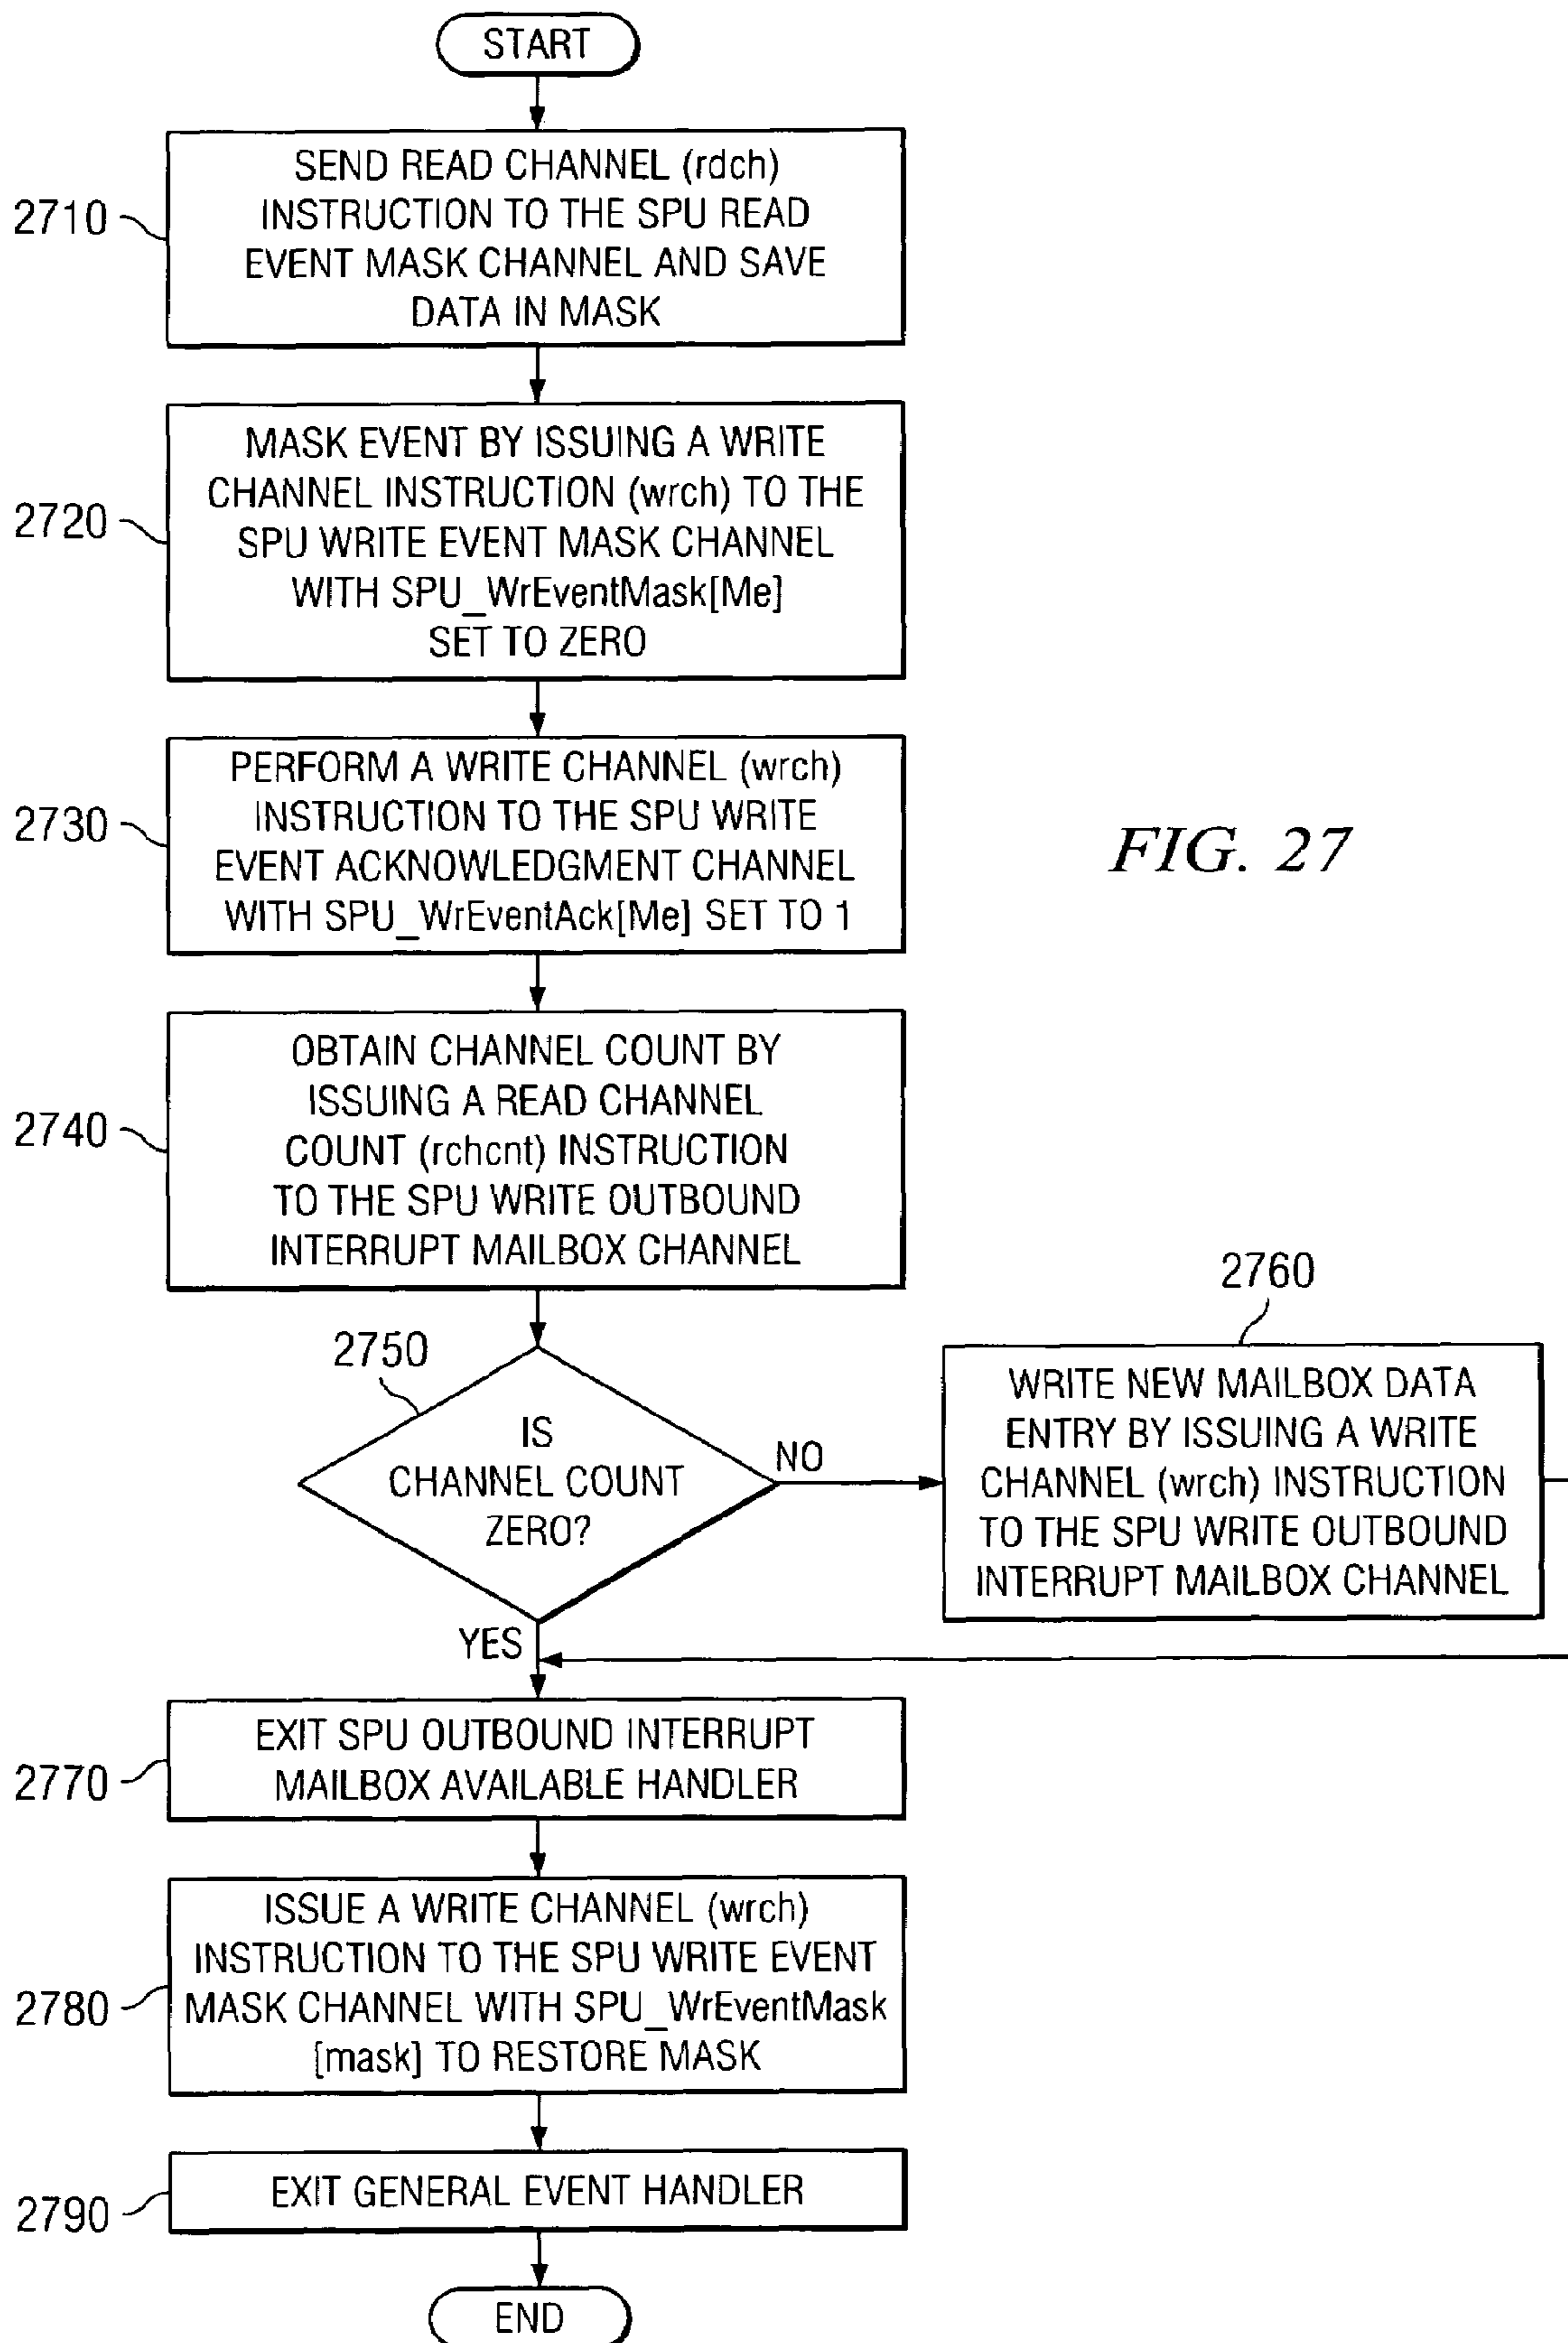 START
2710
SEND READ CHANNEL (rdch)
INSTRUCTION TO THE SPU READ
EVENT MASK CHANNEL AND SAVE
DATA IN MASK
2720
MASK EVENT BY ISSUING A WRITE
CHANNEL INSTRUCTION (wrch) TO THE
SPU WRITE EVENT MASK CHANNEL
WITH SPU_WrEventMask[Me]
SET TO ZERO
2730
PERFORM A WRITE CHANNEL (wrch)
INSTRUCTION TO THE SPU WRITE
EVENT ACKNOWLEDGMENT CHANNEL
WITH SPU_WrEventAck[Me] SET TO 1
FIG. 27
2740
OBTAIN CHANNEL COUNT BY
ISSUING A READ CHANNEL
COUNT (rchcnt) INSTRUCTION
TO THE SPU WRITE OUTBOUND
INTERRUPT MAILBOX CHANNEL
2750
IS
CHANNEL COUNT
ZERO?
NO
2760
WRITE NEW MAILBOX DATA
ENTRY BY ISSUING A WRITE
CHANNEL (wrch) INSTRUCTION
TO THE SPU WRITE OUTBOUND
INTERRUPT MAILBOX CHANNEL
YES
2770
EXIT SPU OUTBOUND INTERRUPT
MAILBOX AVAILABLE HANDLER
2780
ISSUE A WRITE CHANNEL (wrch)
INSTRUCTION TO THE SPU WRITE EVENT
MASK CHANNEL WITH SPU_WrEventMask
[mask] TO RESTORE MASK
2790
EXIT GENERAL EVENT HANDLER
END